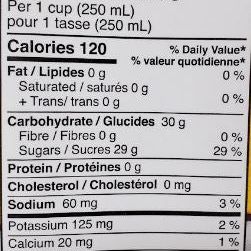 Per 1 cup (250 mL)
pour 1 tasse (250 mL)
Calories 120
% Daily Value*
% valeur quotidienne*
Fat / Lipides 0 g 0 %
Saturated / saturés 0 g
+ Trans/ trans 0 g 0 %
Carbohydrate / Glucides 30 g
Fibre / Fibres 0 g 0 %
Sugars / Sucres 29 g 29 %
Protein / Protéines 0 g
Cholesterol / Cholestérol 0 mg
Sodium 60 mg 3 %
Potassium 125 mg 2 %
Calcium 20 mg 1 %